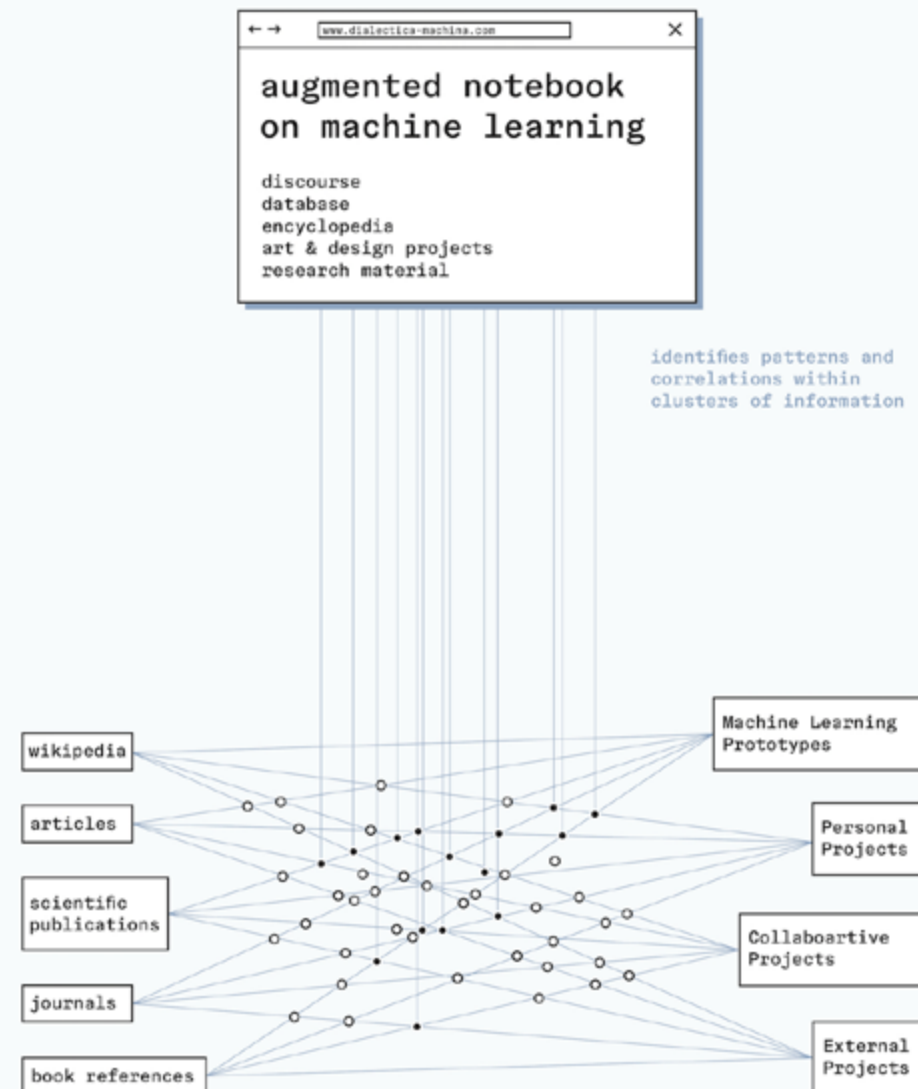 ← →
www.dialectica-machina.com
×
augmented notebook
on machine learning
discourse
database
encyclopedia
art & design projects
research material
identifies patterns and
correlations within
clusters of information
wikipedia
articles
scientific
publications
journals
book references
Machine Learning
Prototypes
Personal
Projects
Collaboartive
Projects
External
Projects